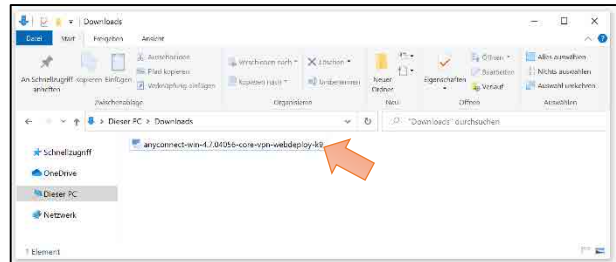 Downloads
Datei Start Freigeben Ansicht
An Schnellzugriff anheften
Kopieren Einfügen
Ausschneiden
Pfad kopieren
Verknüpfung einfügen
Verschieben nach
Kopieren nach
Löschen
Umbenennen
Neuer Ordner
Eigenschaften
Öffnen
Bearbeiten
Verlauf
Alles auswählen
Nichts auswählen
Auswahl umkehren
Zwischenablage Organisieren Neu Öffnen Auswählen
Dieser PC > Downloads
"Downloads" durchsuchen
Schnellzugriff
anyconnect-win-4.7.04056-core-vpn-webdeploy-k9
OneDrive
Dieser PC
Netzwerk
1 Element